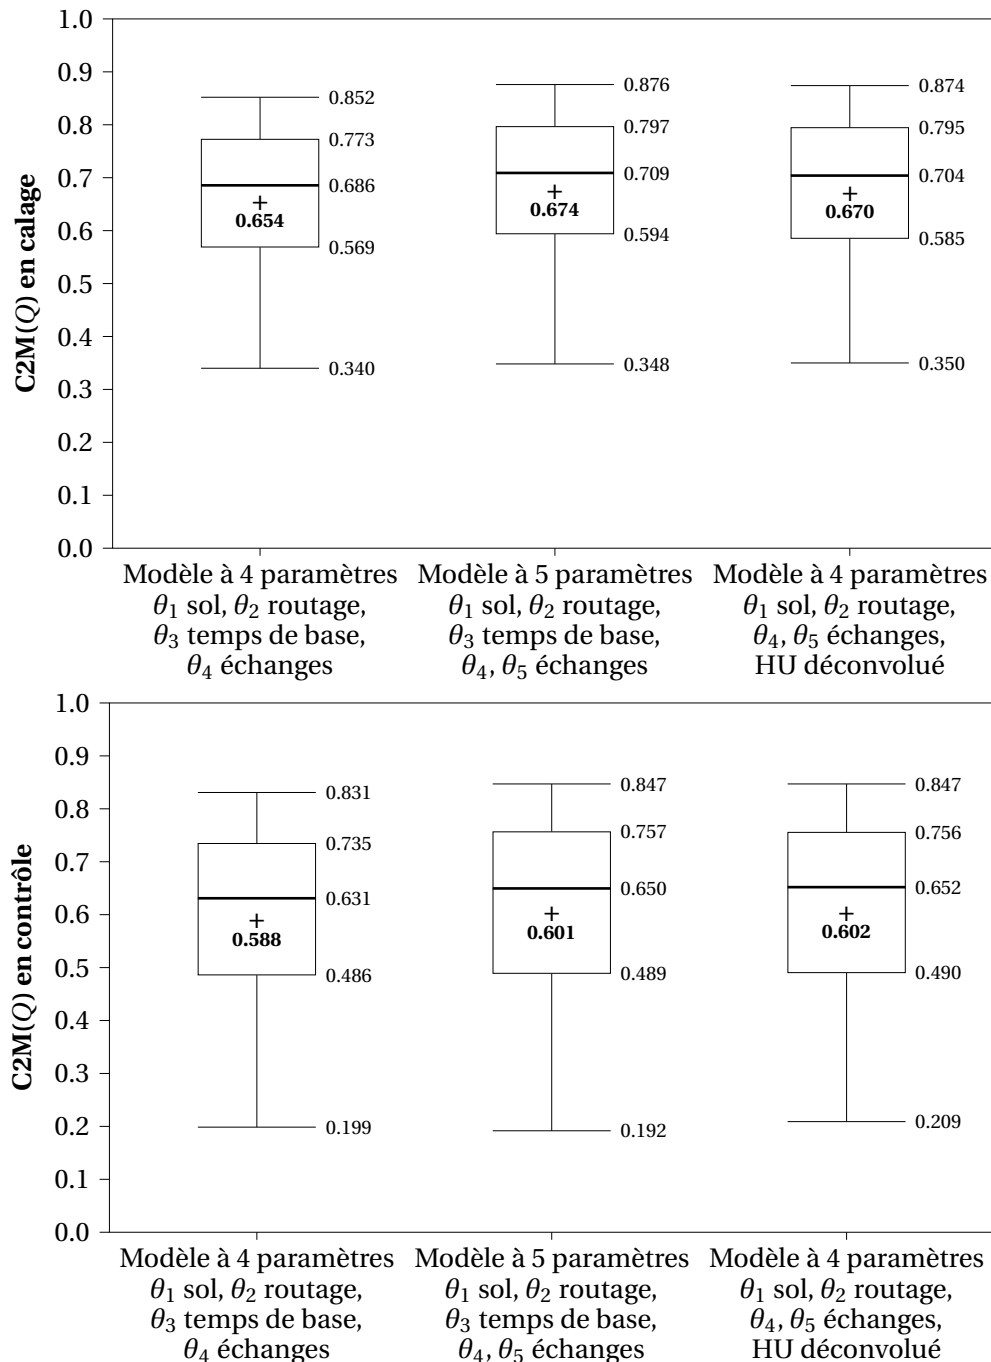 1.0
0.9
0.8
0.7
0.6
0.5
0.4
0.3
0.2
0.1
0.0
C2M(Q) en calage
0.852
0.773
0.686
0.654
0.569
0.340
0.876
0.797
0.709
0.674
0.594
0.348
0.874
0.795
0.704
0.670
0.585
0.350
Modèle à 4 paramètres
θ1 sol, θ2 routage,
θ3 temps de base,
θ4 échanges
Modèle à 5 paramètres
θ1 sol, θ2 routage,
θ3 temps de base,
θ4, θ5 échanges
Modèle à 4 paramètres
θ1 sol, θ2 routage,
θ4, θ5 échanges,
HU déconvolué
1.0
0.9
0.8
0.7
0.6
0.5
0.4
0.3
0.2
0.1
0.0
C2M(Q) en contrôle
0.831
0.735
0.631
0.588
0.486
0.199
0.847
0.757
0.650
0.601
0.489
0.192
0.847
0.756
0.652
0.602
0.490
0.209
Modèle à 4 paramètres
θ1 sol, θ2 routage,
θ3 temps de base,
θ4 échanges
Modèle à 5 paramètres
θ1 sol, θ2 routage,
θ3 temps de base,
θ4, θ5 échanges
Modèle à 4 paramètres
θ1 sol, θ2 routage,
θ4, θ5 échanges,
HU déconvolué